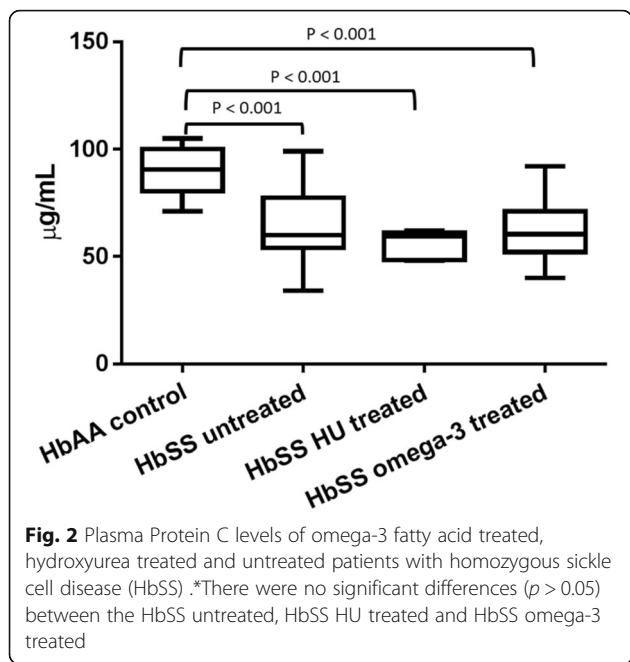 150
P < 0.001
P < 0.001
P < 0.001
100
µg/mL
50
0
HbAA control
HbSS untreated
HbSS HU treated
HbSS omega-3 treated
Fig. 2 Plasma Protein C levels of omega-3 fatty acid treated,
hydroxyurea treated and untreated patients with homozygous sickle
cell disease (HbSS) .*There were no significant differences (p > 0.05)
between the HbSS untreated, HbSS HU treated and HbSS omega-3
treated